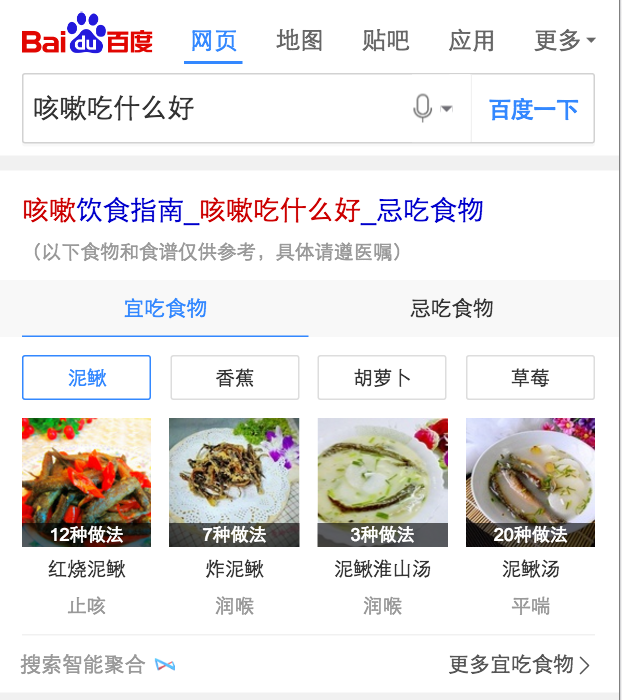 Bai du 百度 网页 地图 贴吧 应用 更多
咳嗽吃什么好 百度一下
咳嗽饮食指南_咳嗽吃什么好_忌吃食物
（以下食物和食谱仅供参考，具体请遵医嘱）
宜吃食物 忌吃食物
泥鳅 香蕉 胡萝卜 草莓
12种做法 7种做法 3种做法 20种做法
红烧泥鳅 炸泥鳅 泥鳅淮山汤 泥鳅汤
止咳 润喉 润喉 平喘
搜索智能聚合 更多宜吃食物